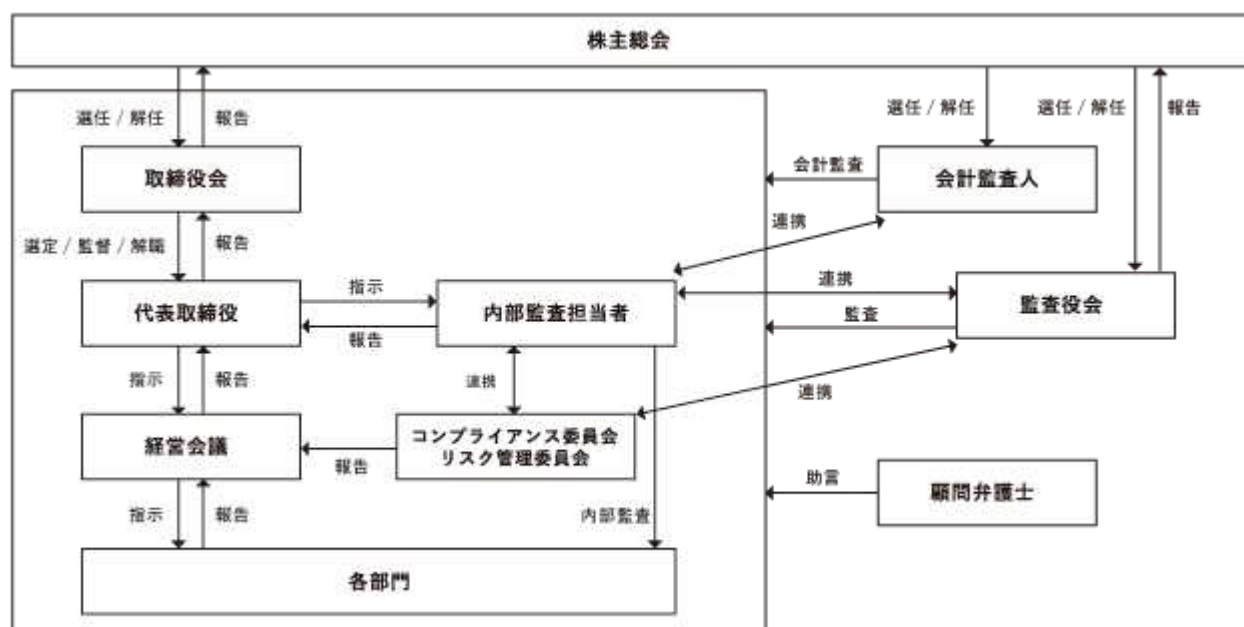 株主総会
選任 / 解任
報告
選任 / 解任
選任 / 解任
報告
取締役会
会計監査
会計監査人
連携
選定 / 監督 / 解職
報告
代表取締役
指示
報告
内部監査担当者
連携
監査
監査役会
指示
報告
連携
連携
経営会議
報告
コンプライアンス委員会
リスク管理委員会
助言
顧問弁護士
指示
報告
内部監査
各部門